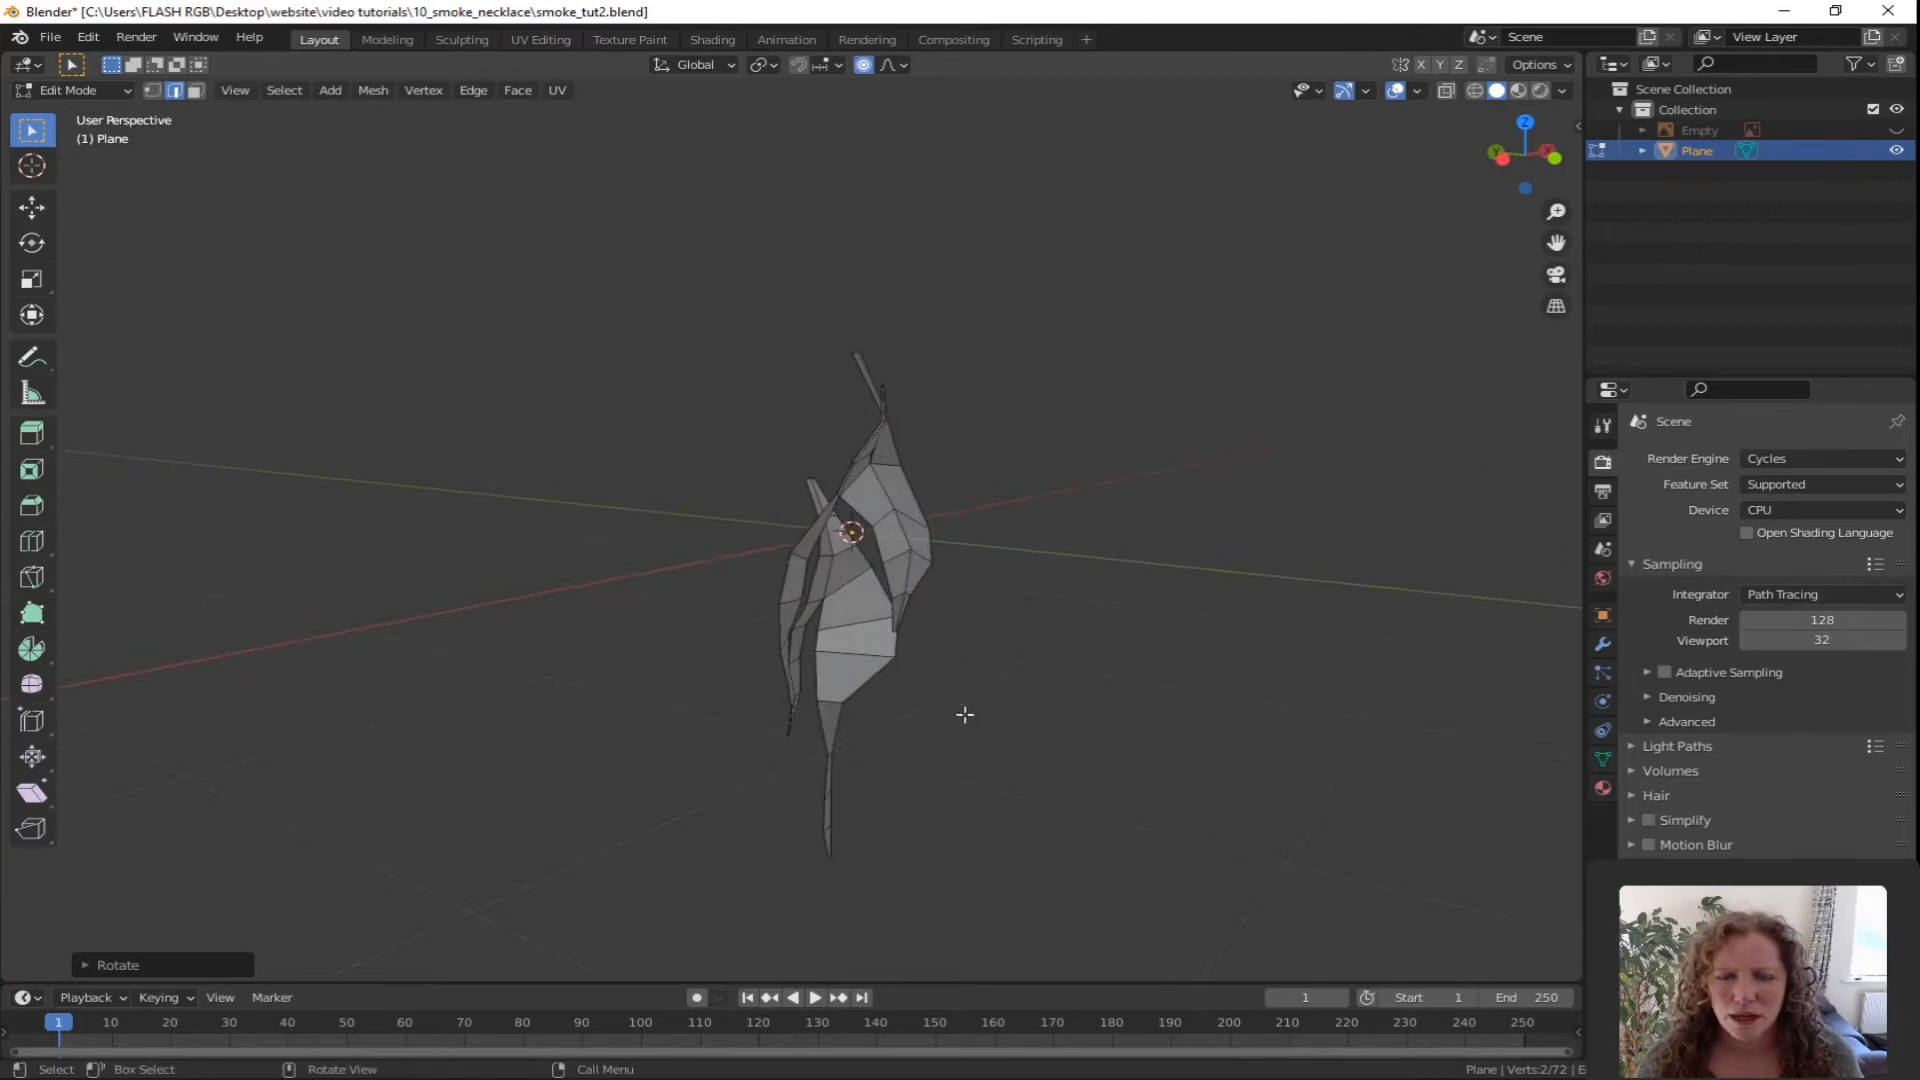 Blender* [C:\Users\FLASH RGB\Desktop\website\video tutorials\10_smoke_necklace\smoke_tut2.blend]
File Edit Render Window Help Layout Modeling Sculpting UV Editing Texture Paint Shading Animation Rendering Compositing Scripting + Scene View Layer
Global X Y Z Options
Edit Mode View Select Add Mesh Vertex Edge Face UV
Scene Collection
Collection
Empty
Plane
User Perspective
(1) Plane
Z
Scene
Render Engine Cycles
Feature Set Supported
Device CPU
Open Shading Language
Sampling
Integrator Path Tracing
Render 128
Viewport 32
Adaptive Sampling
Denoising
Advanced
Light Paths
Volumes
Hair
Simplify
Motion Blur
Rotate
Playback Keying View Marker 1 Start 1 End 250
1 10 20 30 40 50 60 70 80 90 100 110 120 130 140 150 160 170 180 190 200 210 220 230 240 250
Select Box Select Rotate View Call Menu Plane | Verts:2/72 | E